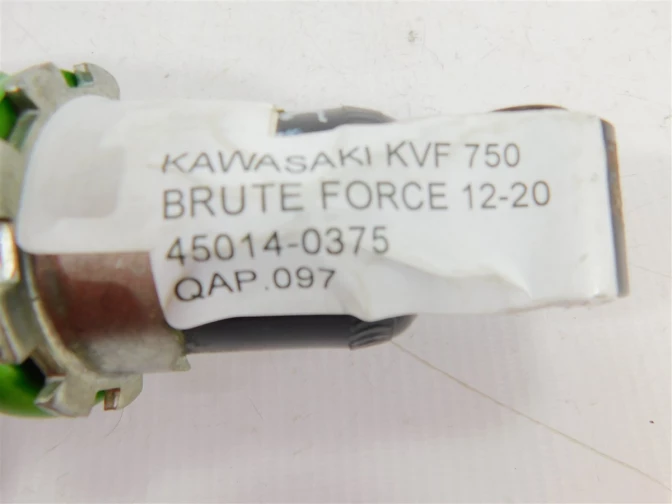 KAWASAKI KVF 750
BRUTE FORCE 12-20
45014-0375
QAP.097